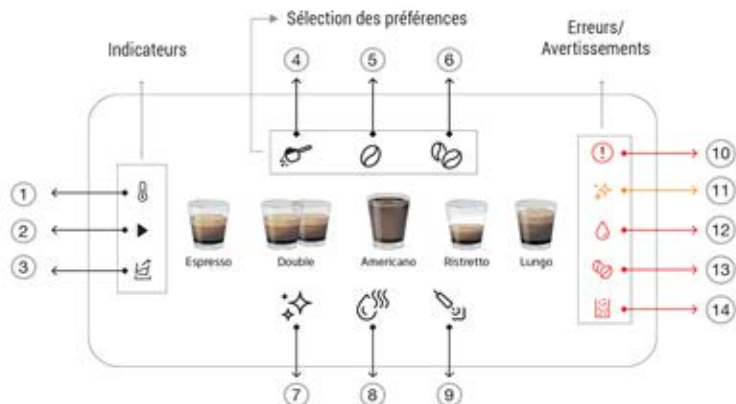 Sélection des préférences
Erreurs/
Avertissements
Indicateurs
4 5 6
10
1
11
2
12
3
Espresso Double Americano Ristretto Lungo
13
14
7 8 9